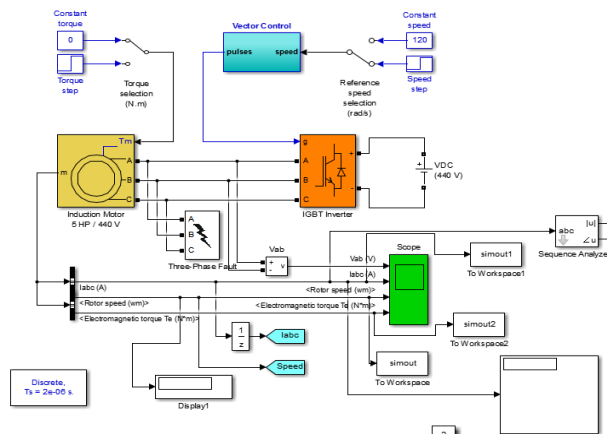 Constant
torque
0
Torque
step
Torque
selection
(N.m)
Vector Control
pulses speed
Constant
speed
120
Speed
step
Reference
speed
selection
(rad/s)
m
Tm
A
B
C
Induction Motor
5 HP / 440 V
g
A
B
C
+
-
IGBT Inverter
+
VDC
(440 V)
A
B
C
Three-Phase Fault
Vab
+
-
v
Vab (V)
Iabc (A)
<Rotor speed (wm)>
<Electromagnetic torque Te (N*m)>
Scope
simout1
To Workspace1
abc
|u|
∠u
Sequence Analyze
Iabc (A)
<Rotor speed (wm)>
<Electromagnetic torque Te (N*m)>
simout2
To Workspace2
1
z
Iabc
Speed
simout
To Workspace
Display1
Discrete,
Ts = 2e-06 s.